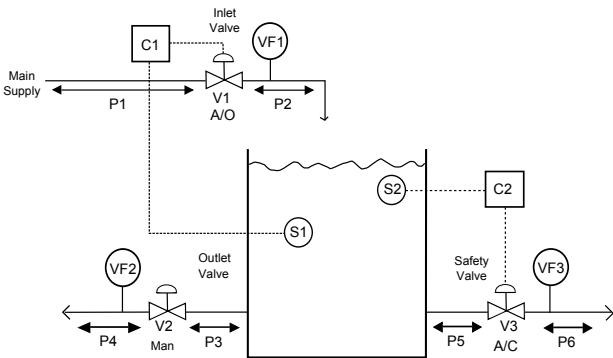 Inlet
Valve
C1
VF1
Main
Supply
P1
V1
A/O
P2
S2
C2
S1
VF2
Outlet
Valve
Safety
Valve
VF3
V2
Man
P4
P3
P5
V3
A/C
P6